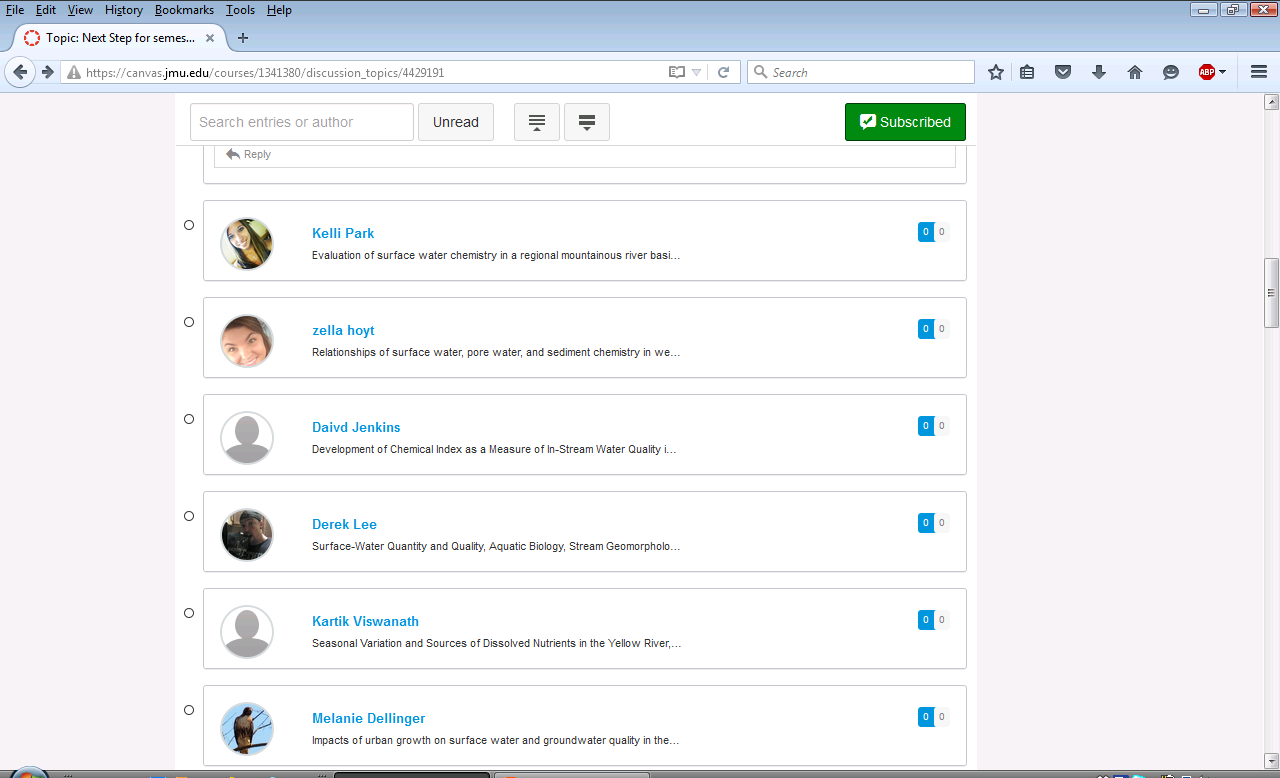 File Edit View History Bookmarks Tools Help
Topic: Next Step for semes...
https://canvas.jmu.edu/courses/1341380/discussion_topics/4429191
Search
ABP
Search entries or author
Unread
Subscribed
Reply
Kelli Park
0 0
Evaluation of surface water chemistry in a regional mountainous river basi...
zella hoyt
0 0
Relationships of surface water, pore water, and sediment chemistry in we...
Daivd Jenkins
0 0
Development of Chemical Index as a Measure of In-Stream Water Quality i...
Derek Lee
0 0
Surface-Water Quantity and Quality, Aquatic Biology, Stream Geomorpholo...
Kartik Viswanath
0 0
Seasonal Variation and Sources of Dissolved Nutrients in the Yellow River,...
Melanie Dellinger
0 0
Impacts of urban growth on surface water and groundwater quality in the...